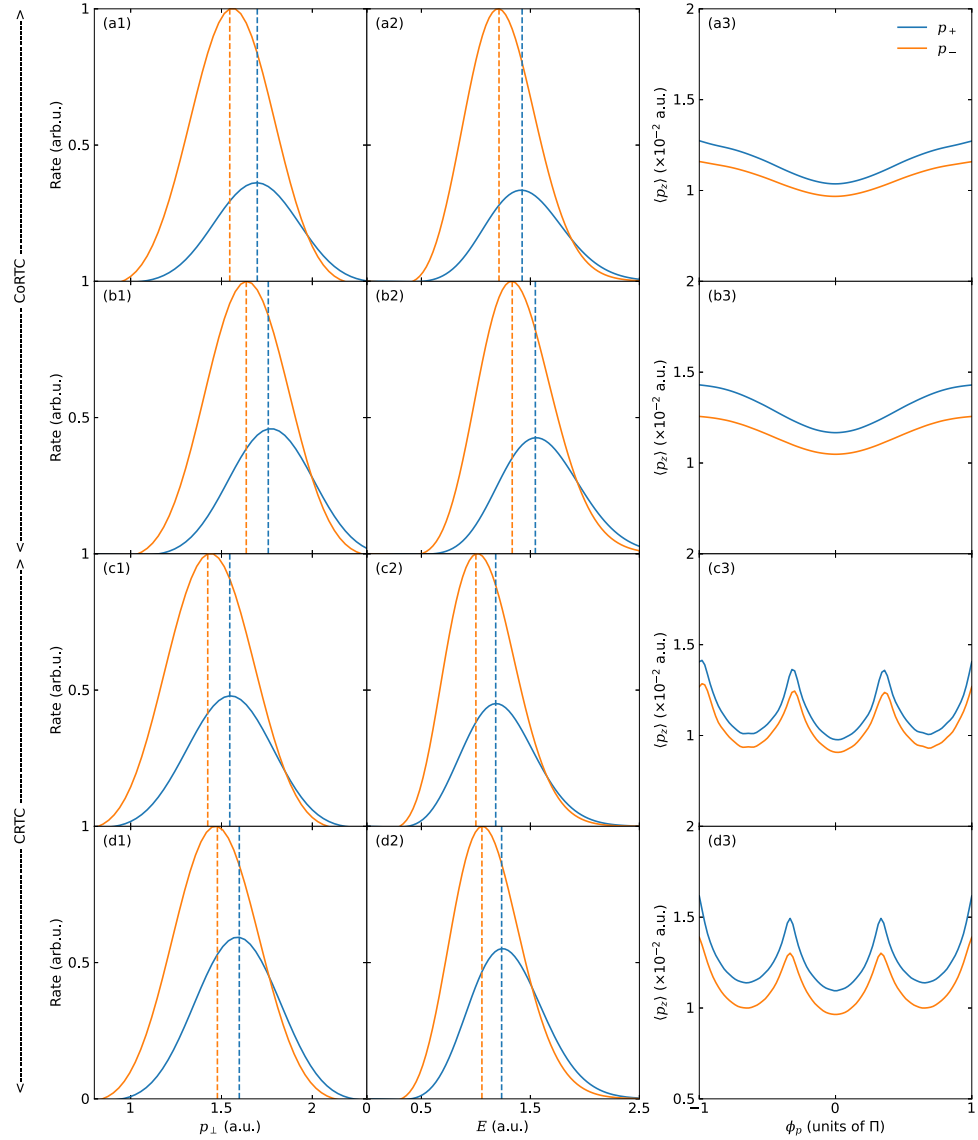 (a1)
(a2)
(a3)
p+
p−
1
0.5
1
Rate (arb.u.)
2
1.5
1
2
⟨pz⟩ (×10−2 a.u.)
CoRTC
(b1)
(b2)
(b3)
0.5
1
Rate (arb.u.)
1.5
1
2
⟨pz⟩ (×10−2 a.u.)
(c1)
(c2)
(c3)
0.5
1
Rate (arb.u.)
1.5
1
2
⟨pz⟩ (×10−2 a.u.)
CRTC
(d1)
(d2)
(d3)
0.5
0
Rate (arb.u.)
1.5
1
0.5
⟨pz⟩ (×10−2 a.u.)
1 1.5 2 0 0.5 1.5 2.5 −1 0 1
p⊥ (a.u.)
E (a.u.)
ϕp (units of Π)